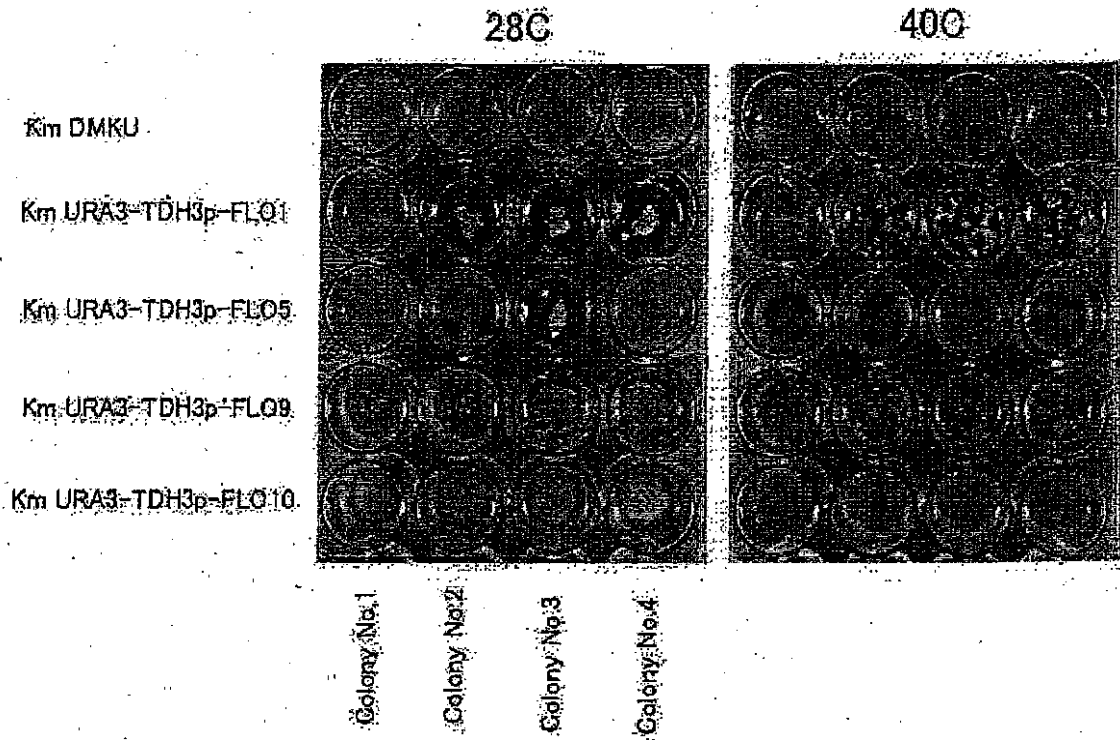 28C
40C
Km DMKU
Km URA3-TDH3p-FLO1
Km URA3-TDH3p-FLO5
Km URA3-TDH3p-FLO9
Km URA3-TDH3p-FLO10
Colony No.1
Colony No.2
Colony No.3
Colony No.4